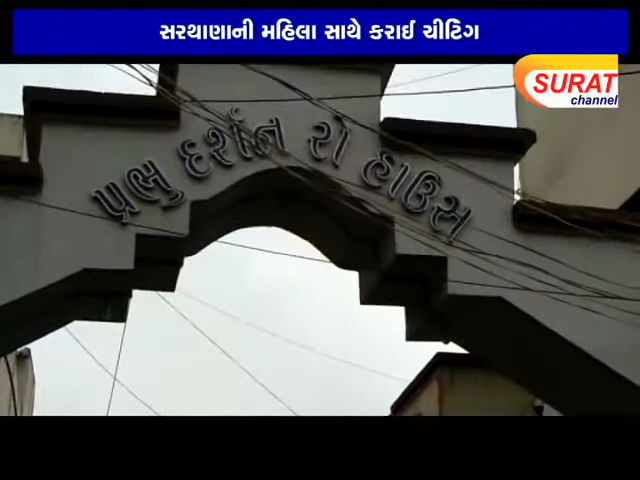 સરથાણાની મહિલા સાથે કરાઈ ચીટિંગ
SURAT
channel
પ્રભુ દર્શન રો હાઉસ